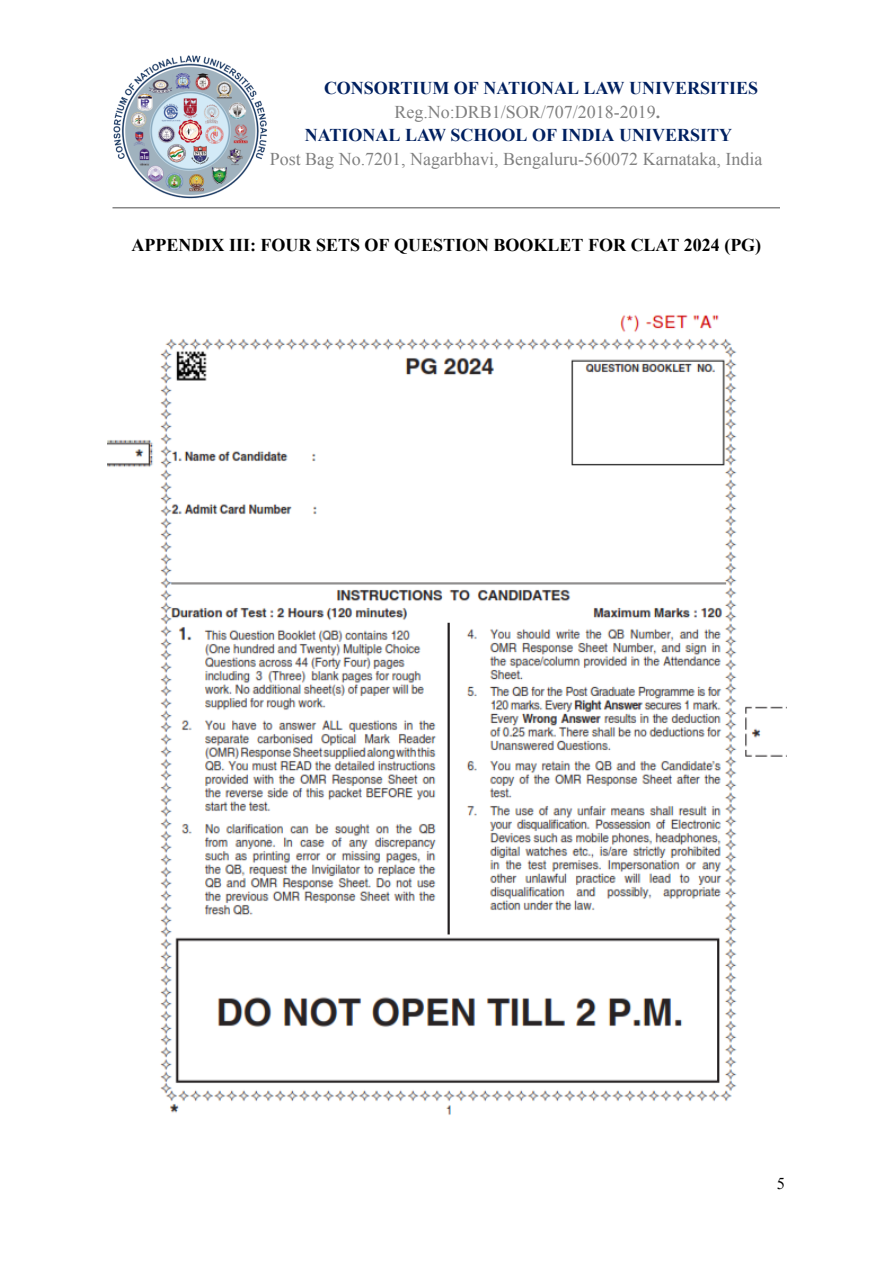 CONSORTIUM OF NATIONAL LAW UNIVERSITIES, BENGALURU
CONSORTIUM OF NATIONAL LAW UNIVERSITIES
Reg.No:DRB1/SOR/707/2018-2019.
NATIONAL LAW SCHOOL OF INDIA UNIVERSITY
Post Bag No.7201, Nagarbhavi, Bengaluru-560072 Karnataka, India
APPENDIX III: FOUR SETS OF QUESTION BOOKLET FOR CLAT 2024 (PG)
(*) -SET "A"
PG 2024
QUESTION BOOKLET NO.
*
1. Name of Candidate :
2. Admit Card Number :
INSTRUCTIONS TO CANDIDATES
Duration of Test : 2 Hours (120 minutes)
Maximum Marks : 120
1. This Question Booklet (QB) contains 120
(One hundred and Twenty) Multiple Choice
Questions across 44 (Forty Four) pages
including 3 (Three) blank pages for rough
work. No additional sheet(s) of paper will be
supplied for rough work.
2. You have to answer ALL questions in the
separate carbonised Optical Mark Reader
(OMR) Response Sheet supplied along with this
QB. You must READ the detailed instructions
provided with the OMR Response Sheet on
the reverse side of this packet BEFORE you
start the test.
3. No clarification can be sought on the QB
from anyone. In case of any discrepancy
such as printing error or missing pages, in
the QB, request the Invigilator to replace the
QB and OMR Response Sheet. Do not use
the previous OMR Response Sheet with the
fresh QB.
4. You should write the QB Number, and the
OMR Response Sheet Number, and sign in
the space/column provided in the Attendance
Sheet.
5. The QB for the Post Graduate Programme is for
120 marks. Every Right Answer secures 1 mark.
Every Wrong Answer results in the deduction
of 0.25 mark. There shall be no deductions for
Unanswered Questions.
6. You may retain the QB and the Candidate's
copy of the OMR Response Sheet after the
test.
7. The use of any unfair means shall result in
your disqualification. Possession of Electronic
Devices such as mobile phones, headphones,
digital watches etc., is/are strictly prohibited
in the test premises. Impersonation or any
other unlawful practice will lead to your
disqualification and possibly, appropriate
action under the law.
*
DO NOT OPEN TILL 2 P.M.
*
1
5